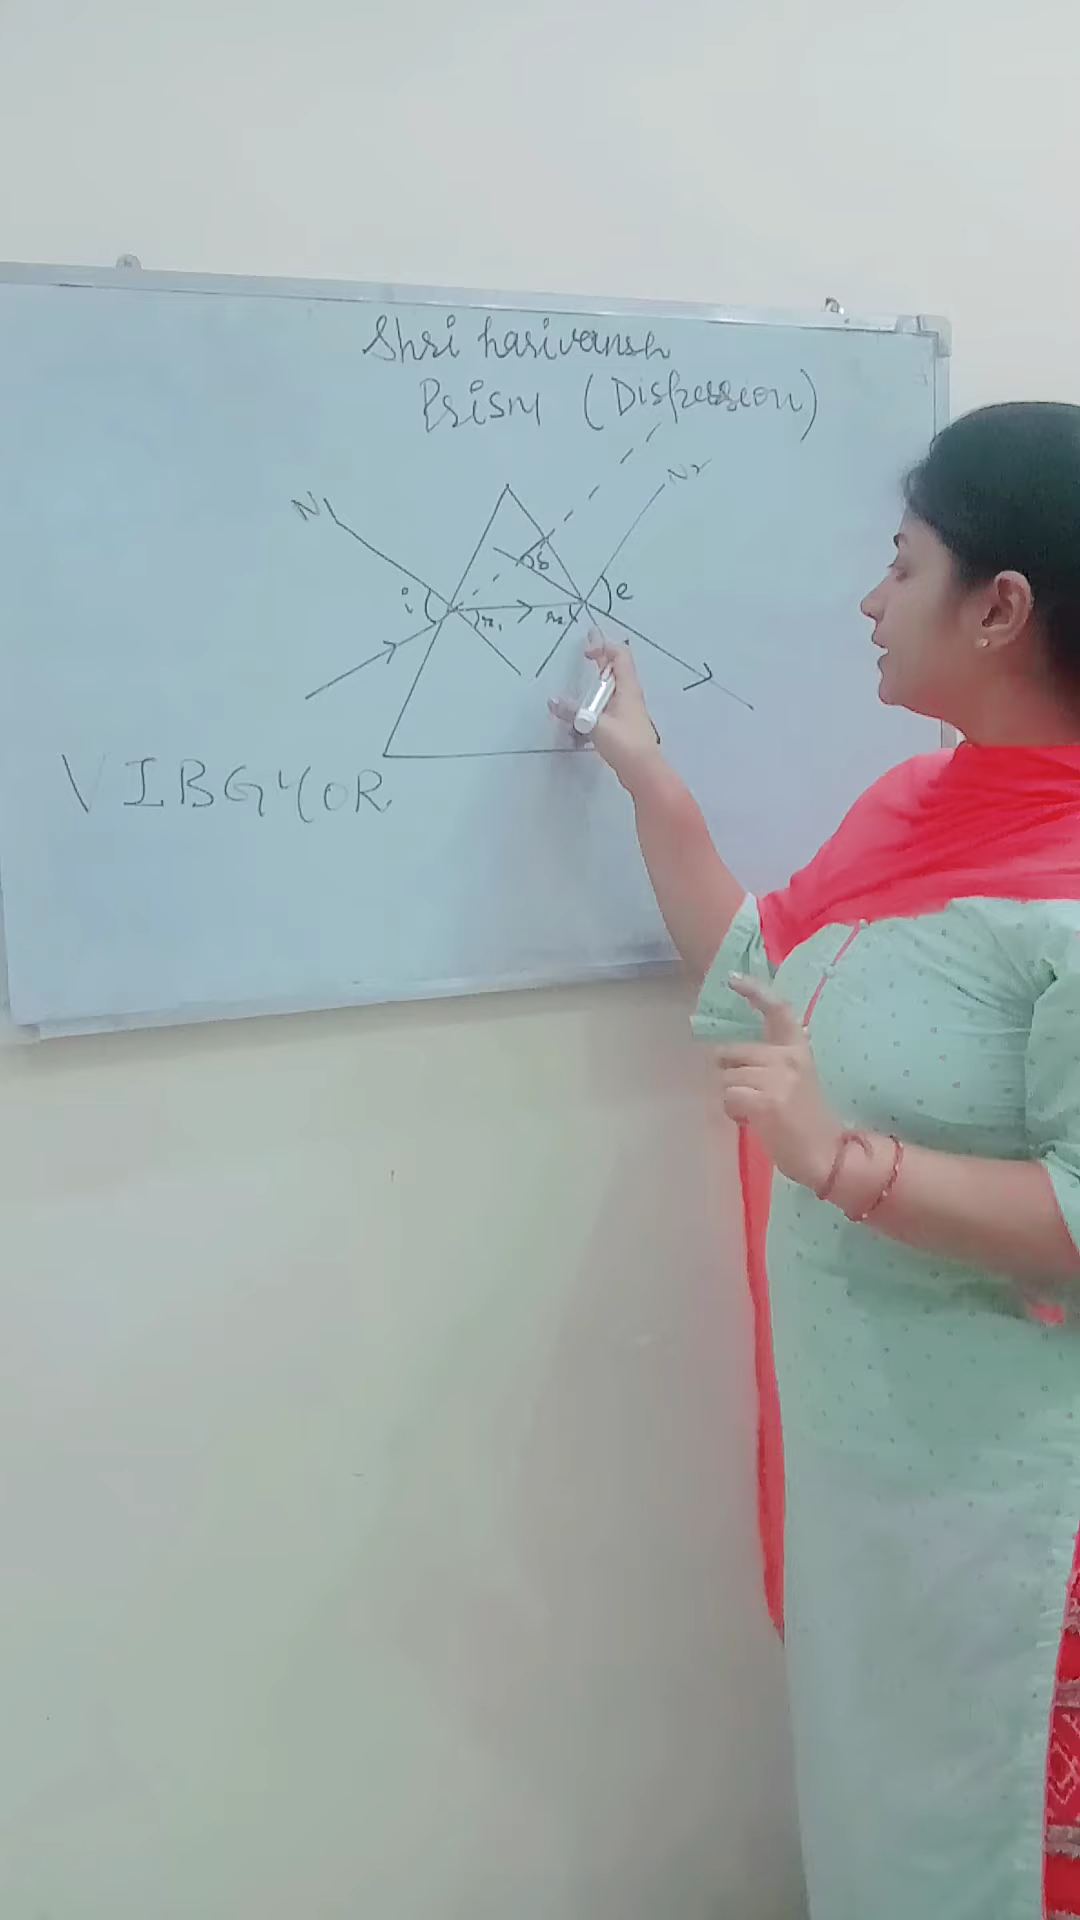 Shri harivansh
Prism (Dispersion)
N1
N2
δ
i
e
r1
r2
VIBGYOR